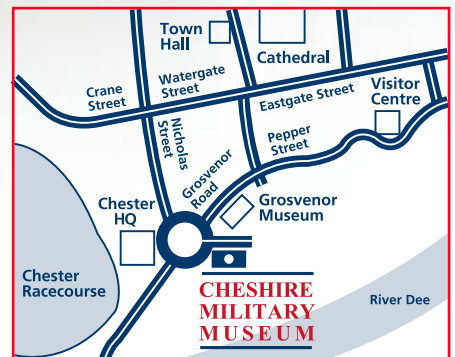 Town
Hall
Cathedral
Crane
Street
Watergate
Street
Eastgate Street
Visitor
Centre
Nicholas
Street
Pepper
Street
Grosvenor
Road
Chester
HQ
Grosvenor
Museum
Chester
Racecourse
CHESHIRE
MILITARY
MUSEUM
River Dee